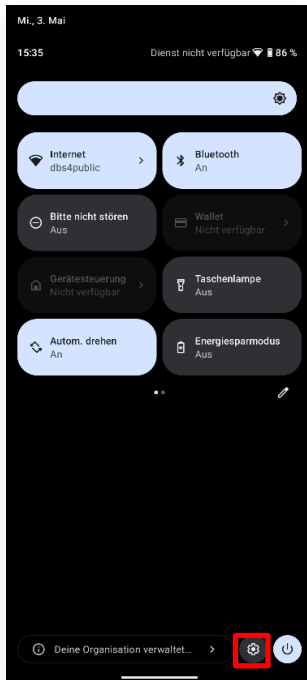 Mi., 3. Mai
15:35 Dienst nicht verfügbar 86 %
Internet
dbs4public
Bluetooth
An
Bitte nicht stören
Aus
Wallet
Nicht verfügbar
Gerätesteuerung
Nicht verfügbar
Taschenlampe
Aus
Autom. drehen
An
Energiesparmodus
Aus
Deine Organisation verwaltet...